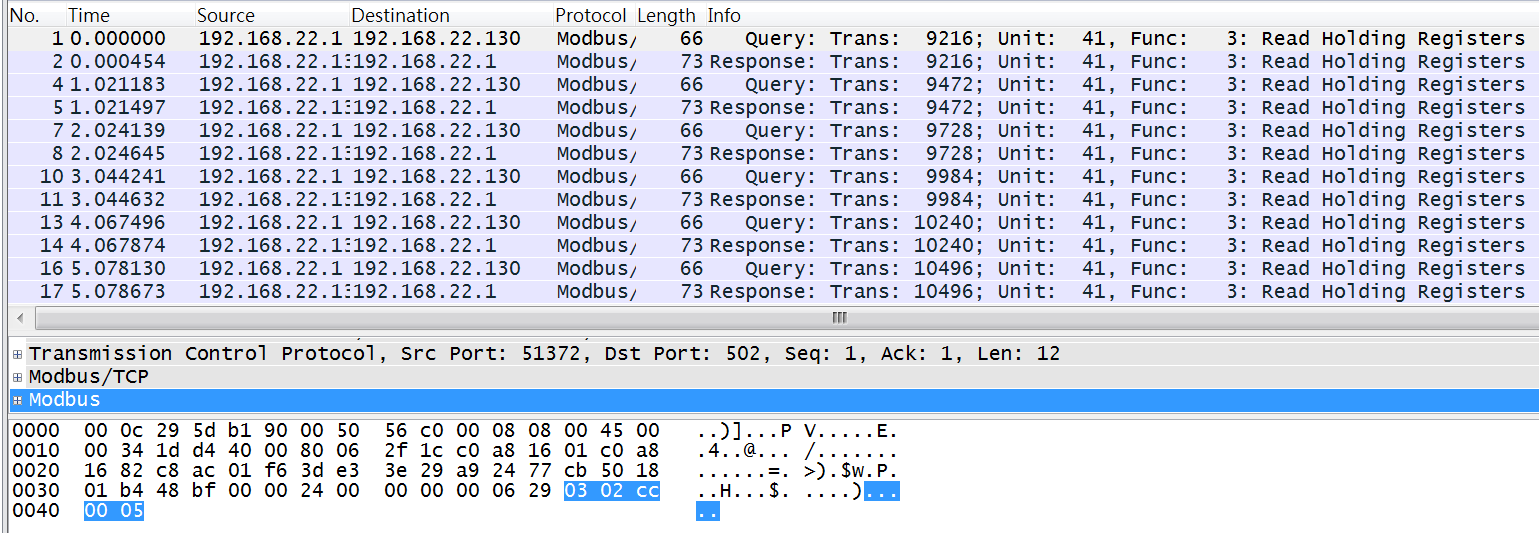 No. Time Source Destination Protocol Length Info
1 0.000000 192.168.22.1 192.168.22.130 Modbus/ 66 Query: Trans: 9216; Unit: 41, Func: 3: Read Holding Registers
2 0.000454 192.168.22.13 192.168.22.1 Modbus/ 73 Response: Trans: 9216; Unit: 41, Func: 3: Read Holding Registers
4 1.021183 192.168.22.1 192.168.22.130 Modbus/ 66 Query: Trans: 9472; Unit: 41, Func: 3: Read Holding Registers
5 1.021497 192.168.22.13 192.168.22.1 Modbus/ 73 Response: Trans: 9472; Unit: 41, Func: 3: Read Holding Registers
7 2.024139 192.168.22.1 192.168.22.130 Modbus/ 66 Query: Trans: 9728; Unit: 41, Func: 3: Read Holding Registers
8 2.024645 192.168.22.13 192.168.22.1 Modbus/ 73 Response: Trans: 9728; Unit: 41, Func: 3: Read Holding Registers
10 3.044241 192.168.22.1 192.168.22.130 Modbus/ 66 Query: Trans: 9984; Unit: 41, Func: 3: Read Holding Registers
11 3.044632 192.168.22.13 192.168.22.1 Modbus/ 73 Response: Trans: 9984; Unit: 41, Func: 3: Read Holding Registers
13 4.067496 192.168.22.1 192.168.22.130 Modbus/ 66 Query: Trans: 10240; Unit: 41, Func: 3: Read Holding Registers
14 4.067874 192.168.22.13 192.168.22.1 Modbus/ 73 Response: Trans: 10240; Unit: 41, Func: 3: Read Holding Registers
16 5.078130 192.168.22.1 192.168.22.130 Modbus/ 66 Query: Trans: 10496; Unit: 41, Func: 3: Read Holding Registers
17 5.078673 192.168.22.13 192.168.22.1 Modbus/ 73 Response: Trans: 10496; Unit: 41, Func: 3: Read Holding Registers
Transmission Control Protocol, Src Port: 51372, Dst Port: 502, Seq: 1, Ack: 1, Len: 12
Modbus/TCP
Modbus
0000 00 0c 29 5d b1 90 00 50 56 c0 00 08 08 00 45 00 ..)]...P V.....E.
0010 00 34 1d d4 40 00 80 06 2f 1c c0 a8 16 01 c0 a8 .4..@... /.......
0020 16 82 c8 ac 01 f6 3d e3 3e 29 a9 24 77 cb 50 18 ......=. >).$w.P.
0030 01 b4 48 bf 00 00 24 00 00 00 00 06 29 03 02 cc ..H...$. ....)...
0040 00 05 ..